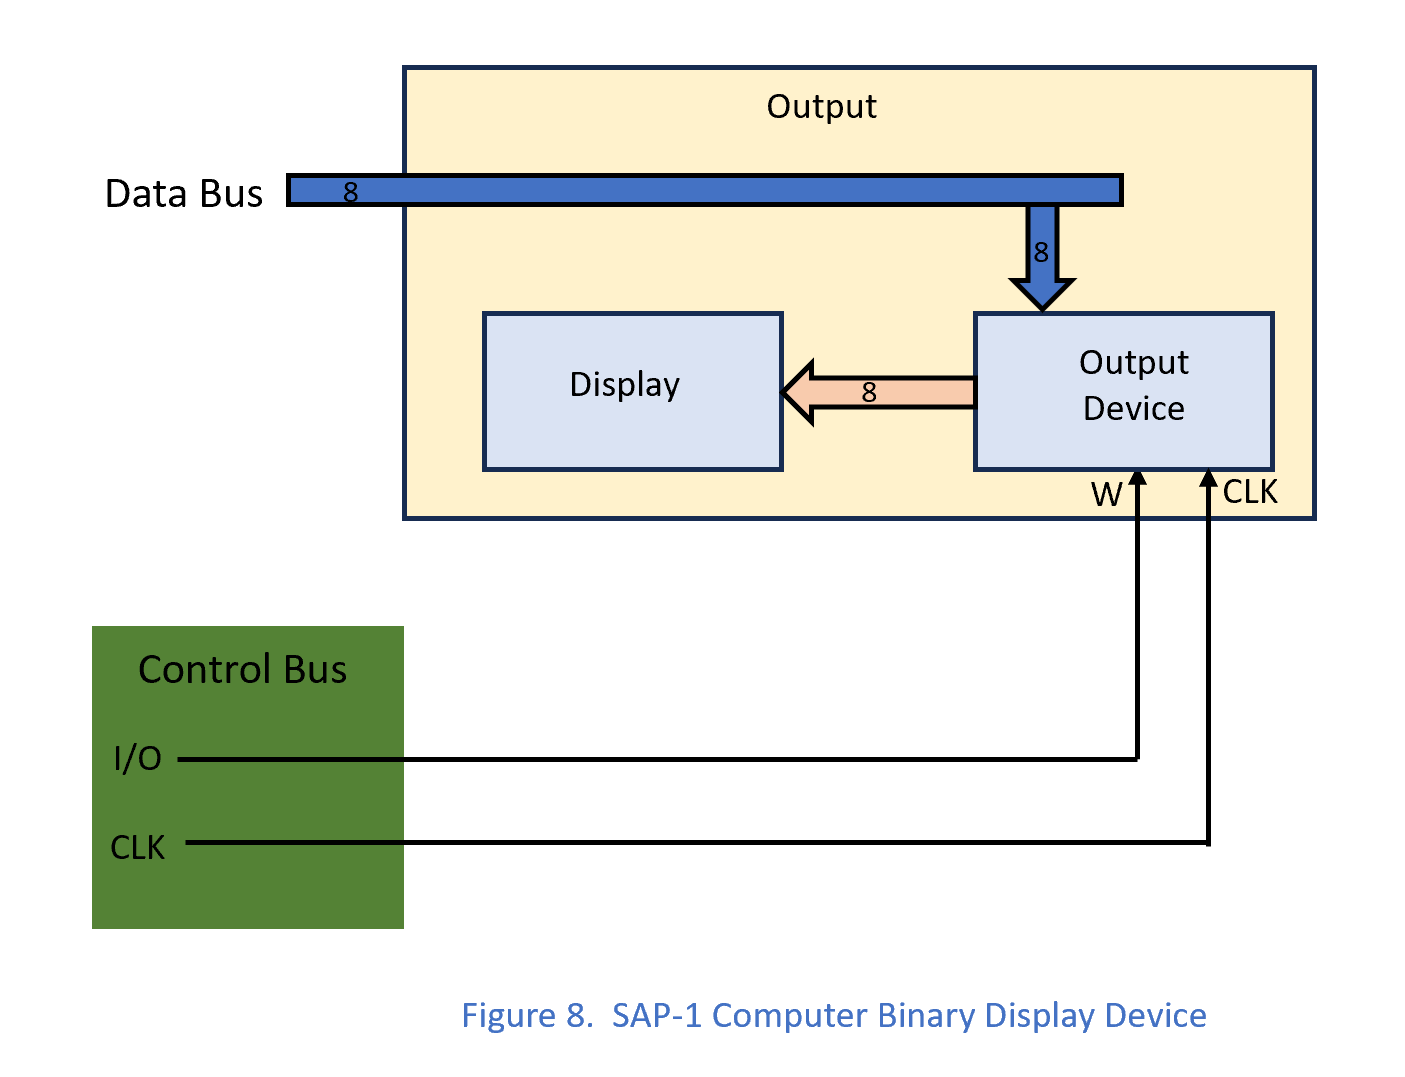 Output
Data Bus
8
8
Display
8
Output
Device
W
CLK
Control Bus
I/O
CLK
Figure 8.  SAP-1 Computer Binary Display Device